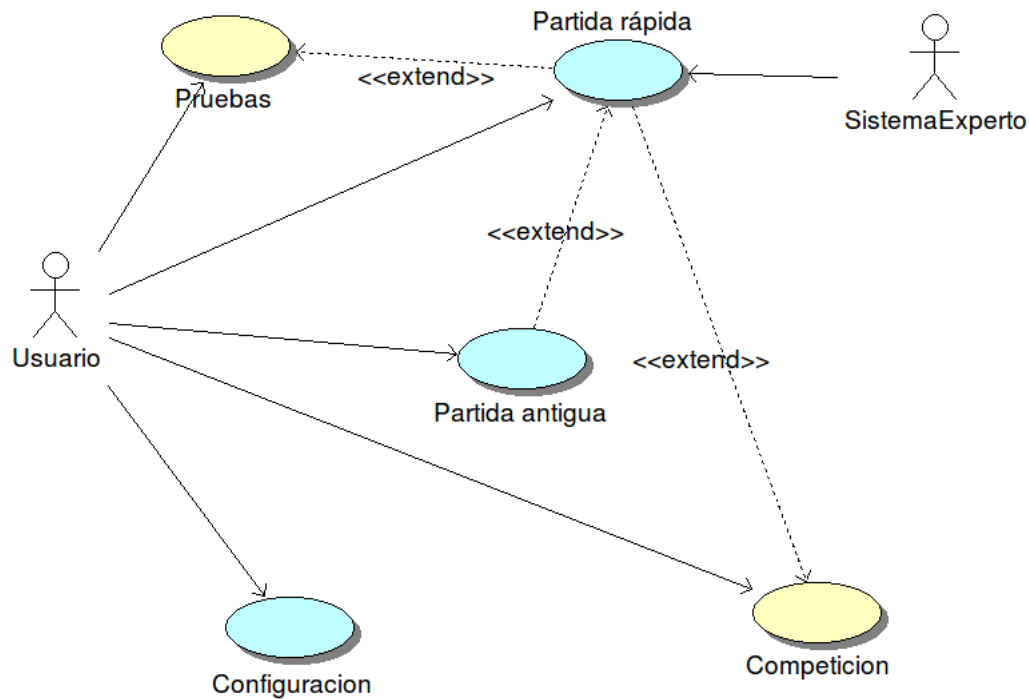 Partida rápida
<<extend>>
Pruebas
SistemaExperto
<<extend>>
Usuario
<<extend>>
Partida antigua
Competicion
Configuracion